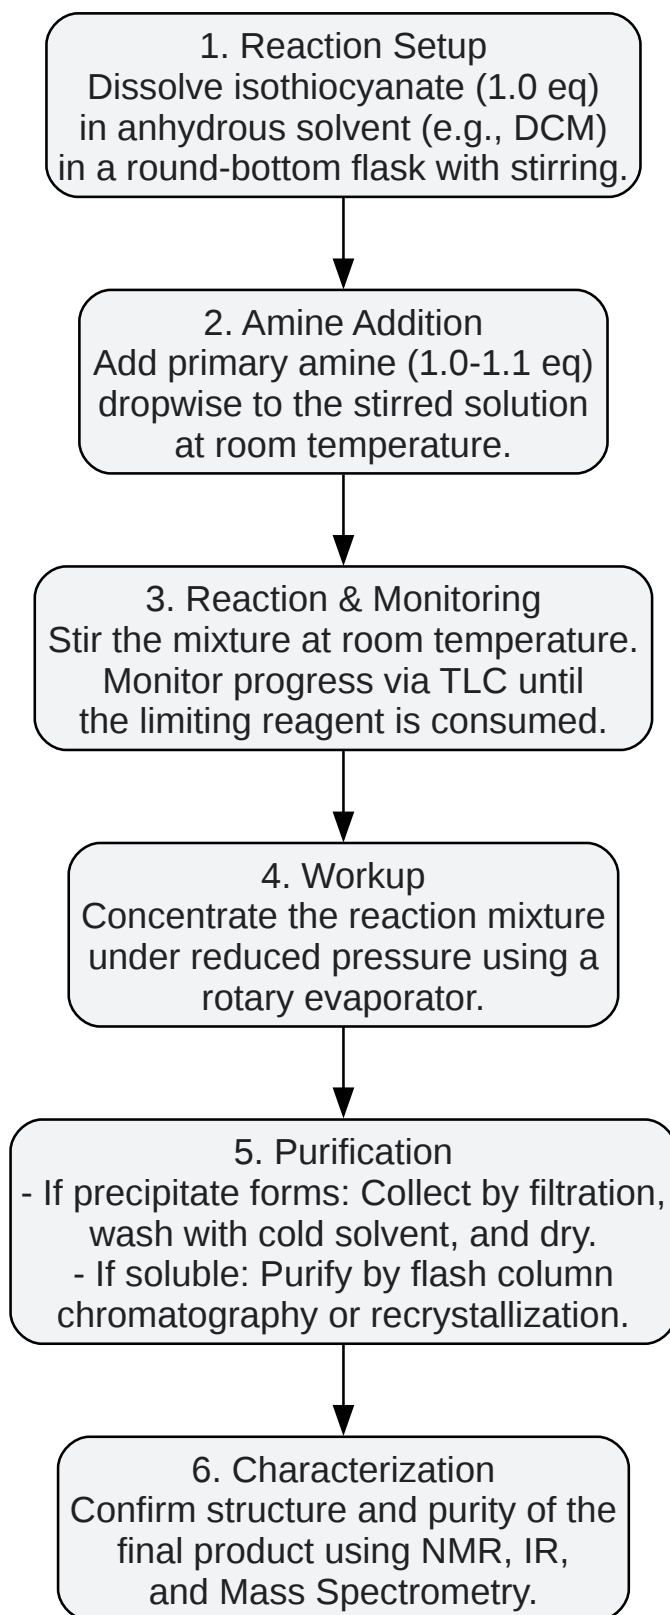 1. Reaction Setup
Dissolve isothiocyanate (1.0 eq)
in anhydrous solvent (e.g., DCM)
in a round-bottom flask with stirring.
2. Amine Addition
Add primary amine (1.0-1.1 eq)
dropwise to the stirred solution
at room temperature.
3. Reaction & Monitoring
Stir the mixture at room temperature.
Monitor progress via TLC until
the limiting reagent is consumed.
4. Workup
Concentrate the reaction mixture
under reduced pressure using a
rotary evaporator.
5. Purification
- If precipitate forms: Collect by filtration,
wash with cold solvent, and dry.
- If soluble: Purify by flash column
chromatography or recrystallization.
6. Characterization
Confirm structure and purity of the
final product using NMR, IR,
and Mass Spectrometry.